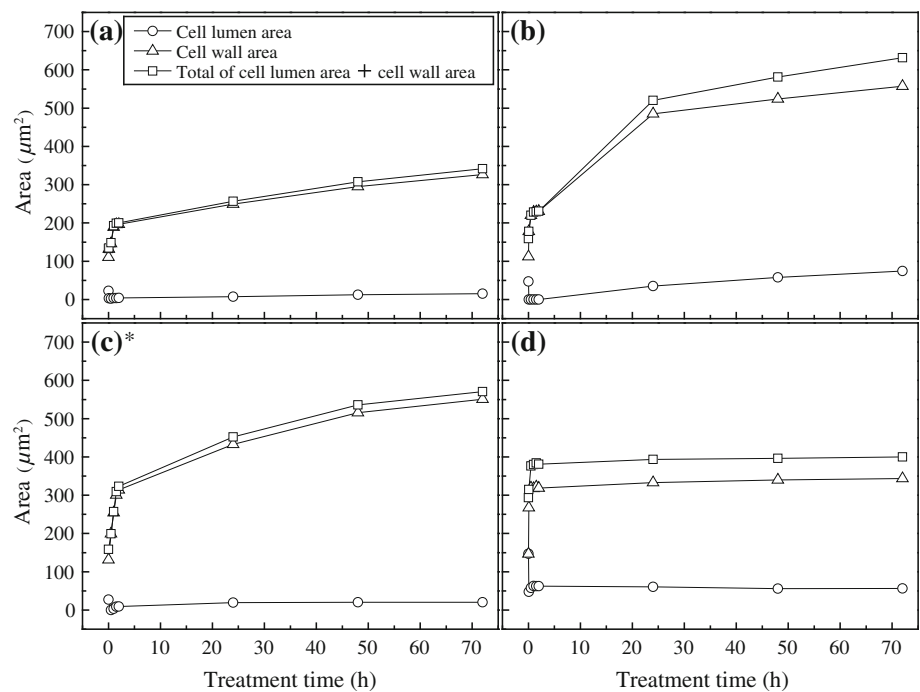 (a)
Cell lumen area
Cell wall area
Total of cell lumen area + cell wall area
(b)
700
600
500
400
300
200
100
0
Area (μm²)
(c)*
(d)
700
600
500
400
300
200
100
0
Area (μm²)
0 10 20 30 40 50 60 70
0 10 20 30 40 50 60 70
Treatment time (h)
Treatment time (h)